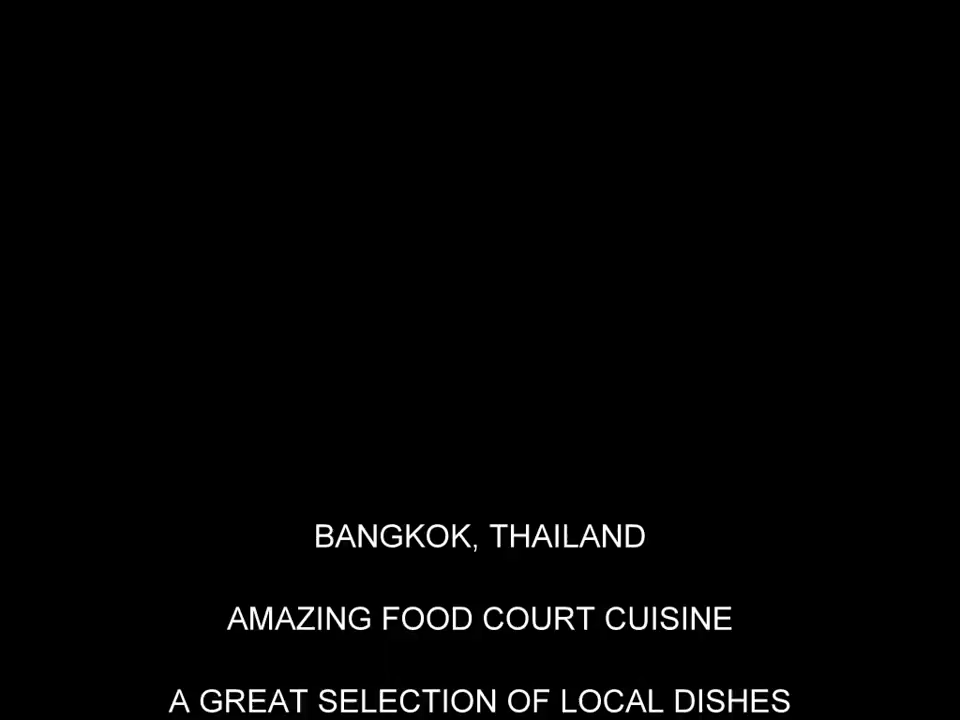 BANGKOK, THAILAND
AMAZING FOOD COURT CUISINE
A GREAT SELECTION OF LOCAL DISHES